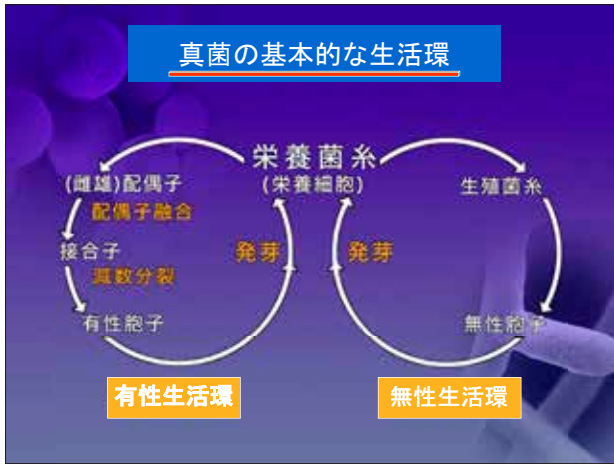 真菌の基本的な生活環
栄養菌糸
(栄養細胞)
(雌雄)配偶子
配偶子融合
接合子
減数分裂
有性胞子
発芽
発芽
生殖菌糸
無性胞子
有性生活環
無性生活環